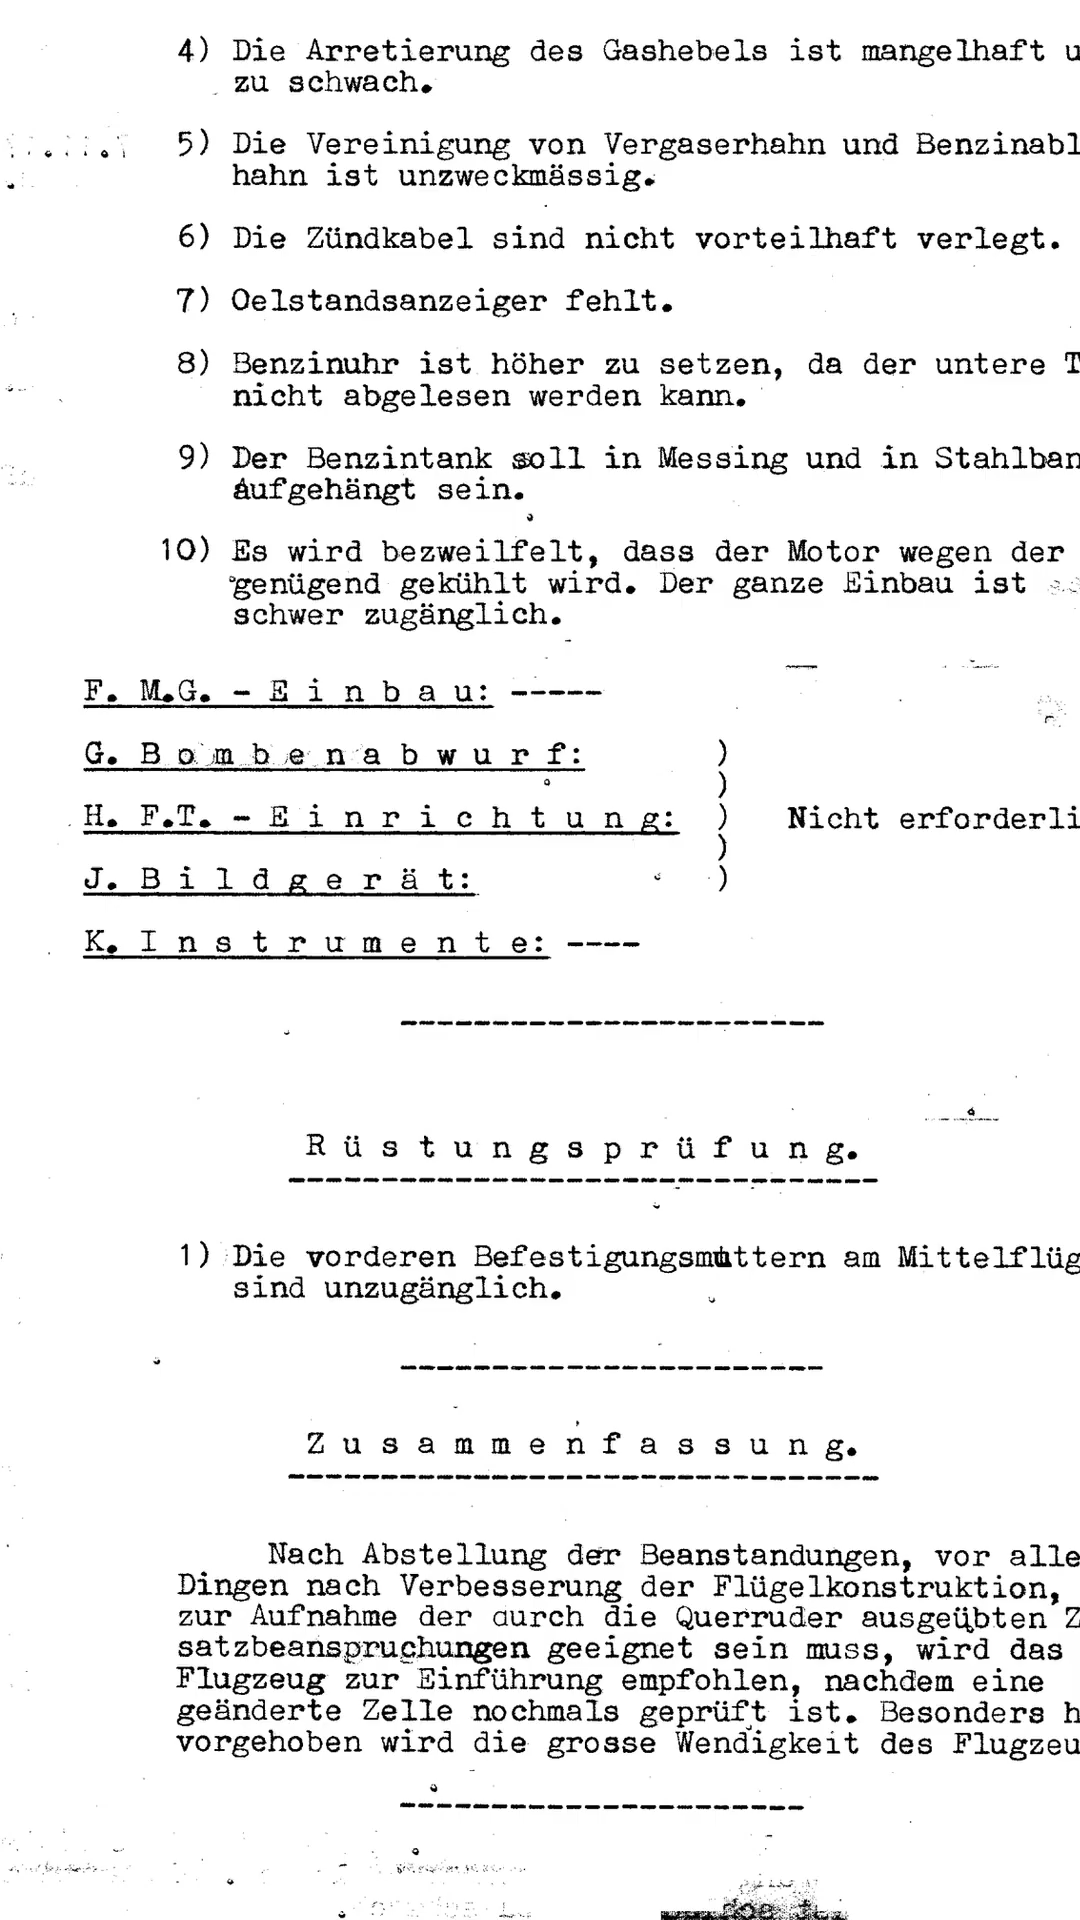 4) Die Arretierung des Gashebels ist mangelhaft u
zu schwach.
5) Die Vereinigung von Vergaserhahn und Benzinabl
hahn ist unzweckmässig.
6) Die Zündkabel sind nicht vorteilhaft verlegt.
7) Oelstandsanzeiger fehlt.
8) Benzinuhr ist höher zu setzen, da der untere T
nicht abgelesen werden kann.
9) Der Benzintank soll in Messing und in Stahlban
Aufgehängt sein.
10) Es wird bezweilfelt, dass der Motor wegen der
genügend gekühlt wird. Der ganze Einbau ist
schwer zugänglich.
F. M.G. - E i n b a u: -----
G. B o m b e n a b w u r f: )
)
H. F.T. - E i n r i c h t u n g: ) Nicht erforderli
)
J. B i l d g e r ä t: )
K. I n s t r u m e n t e: ----
R ü s t u n g s p r ü f u n g.
1) Die vorderen Befestigungsmuttern am Mittelflüg
sind unzugänglich.
Z u s a m m e n f a s s u n g.
Nach Abstellung der Beanstandungen, vor alle
Dingen nach Verbesserung der Flügelkonstruktion,
zur Aufnahme der durch die Querruder ausgeübten Z
satzbeanspruchungen geeignet sein muss, wird das
Flugzeug zur Einführung empfohlen, nachdem eine
geänderte Zelle nochmals geprüft ist. Besonders h
vorgehoben wird die grosse Wendigkeit des Flugzeu